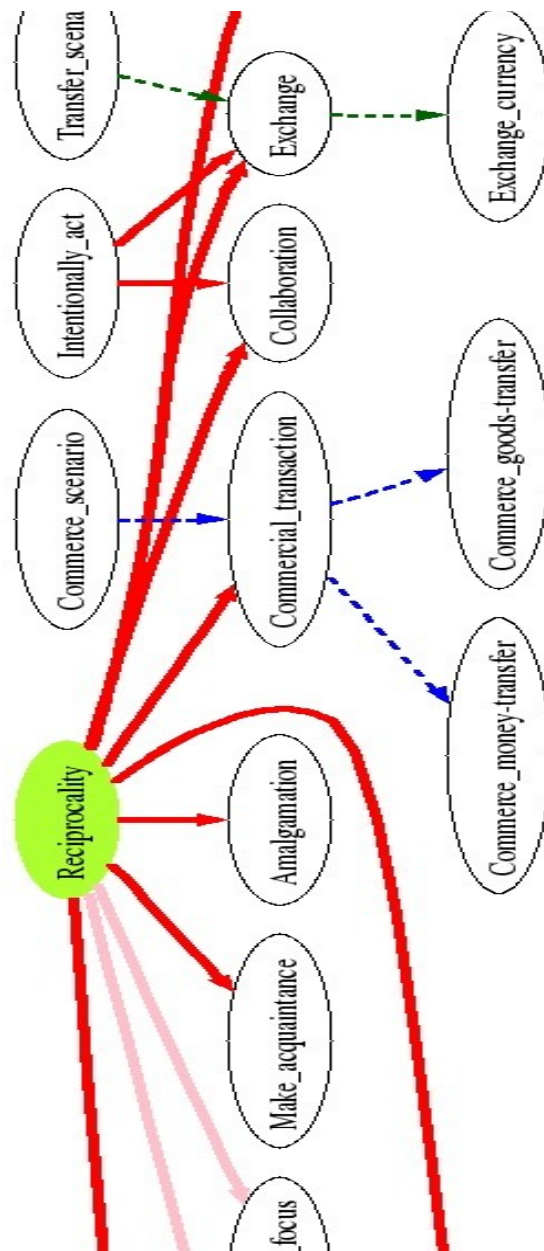 Transfer_scena
Intentionally_act
Commerce_scenario
Reciprocality
Exchange
Collaboration
Commercial_transaction
Amalgamation
Make_acquaintance
_focus
Exchange_currency
Commerce_goods-transfer
Commerce_money-transfer